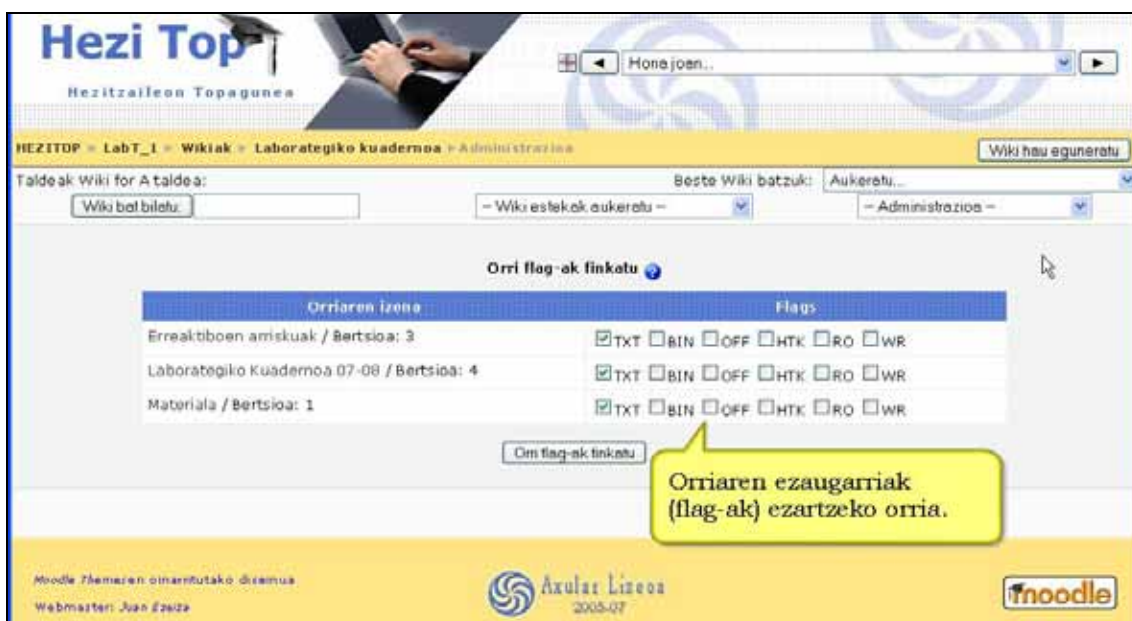 Hezi Top
Hezitzaileon Topagunea
Hona joan...
HEZITOP » LabT_1 » Wikiak » Laborategiko kuadernoa » Administrazioa
Wiki hau eguneratu
Taldeak Wiki for A taldea:
Beste Wiki batzuk: Aukeratu...
Wiki bat bilatu:
-- Wiki estekak aukeratu --
-- Administrazioa --
Orri flag-ak finkatu
Orriaren izena Flags
Erreaktiboen arriskuak / Bertsioa: 3 TXT BIN OFF HTK RO WR
Laborategiko Kuadernoa 07-08 / Bertsioa: 4 TXT BIN OFF HTK RO WR
Materiala / Bertsioa: 1 TXT BIN OFF HTK RO WR
Orri flag-ak finkatu
Orriaren ezaugarriak
(flag-ak) ezartzeko orria.
Moodle Themaren oinarritutako diseinua
Webmaster: Juan
Axular Lizeoa
2005-07
moodle